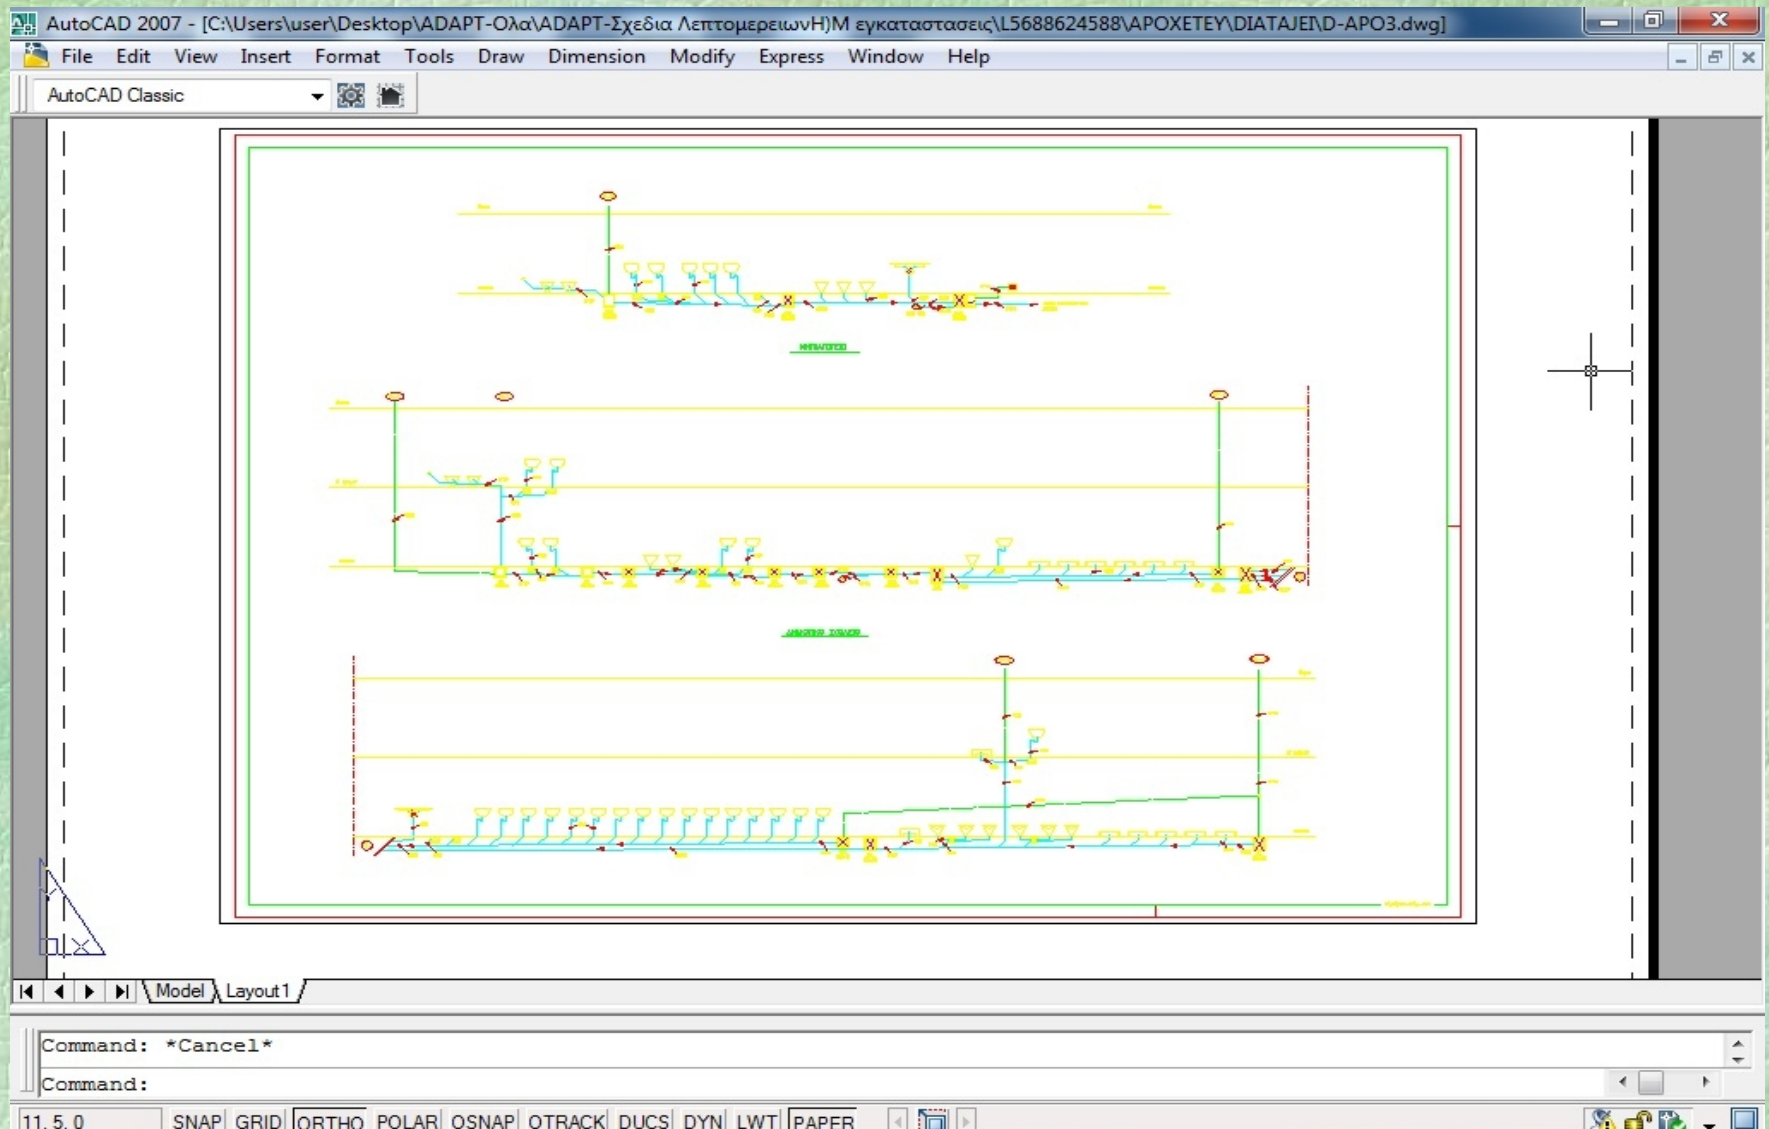 AutoCAD 2007 - [C:\Users\user\Desktop\ADAPT-Ολα\ADAPT-Σχεδια ΛεπτομερειωνΗ)Μ εγκαταστασεις\L5688624588\APOXETEY\DIATAJEI\D-APO3.dwg]
File Edit View Insert Format Tools Draw Dimension Modify Express Window Help
AutoCAD Classic
Model Layout1
Command: *Cancel*
Command:
11, 5, 0 SNAP GRID ORTHO POLAR OSNAP OTRACK DUCS DYN LWT PAPER